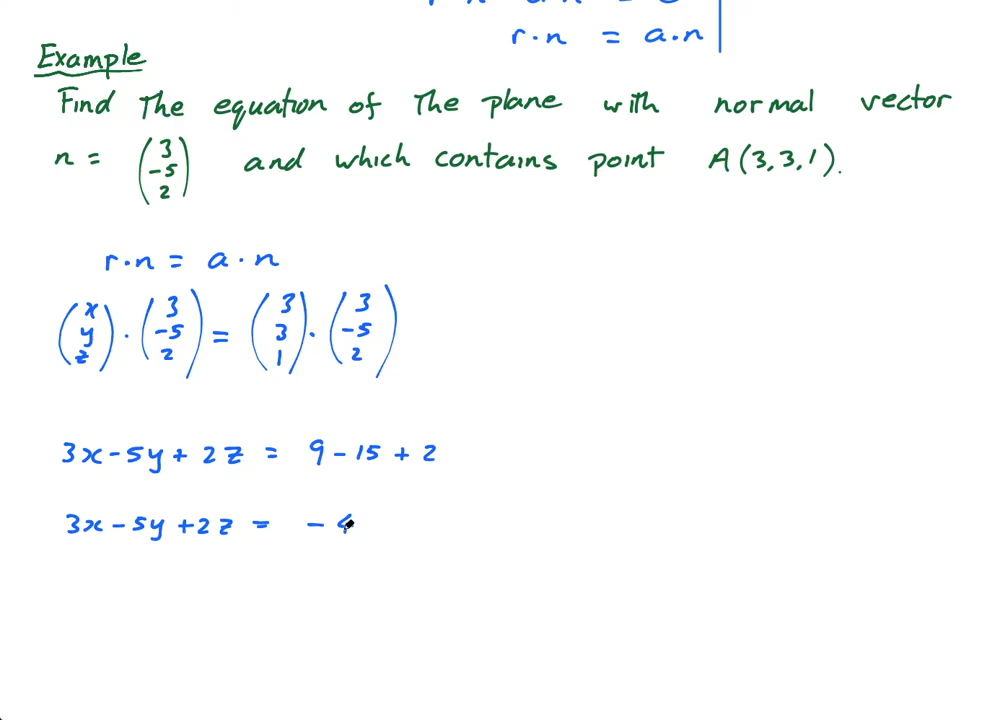 r·n = a·n
Example
Find The equation of The plane with normal vector
n = (3 -5 2) and which contains point A(3,3,1).
r·n = a·n
(x y z) · (3 -5 2) = (3 3 1) · (3 -5 2)
3x - 5y + 2z = 9 - 15 + 2
3x - 5y + 2z = - 4